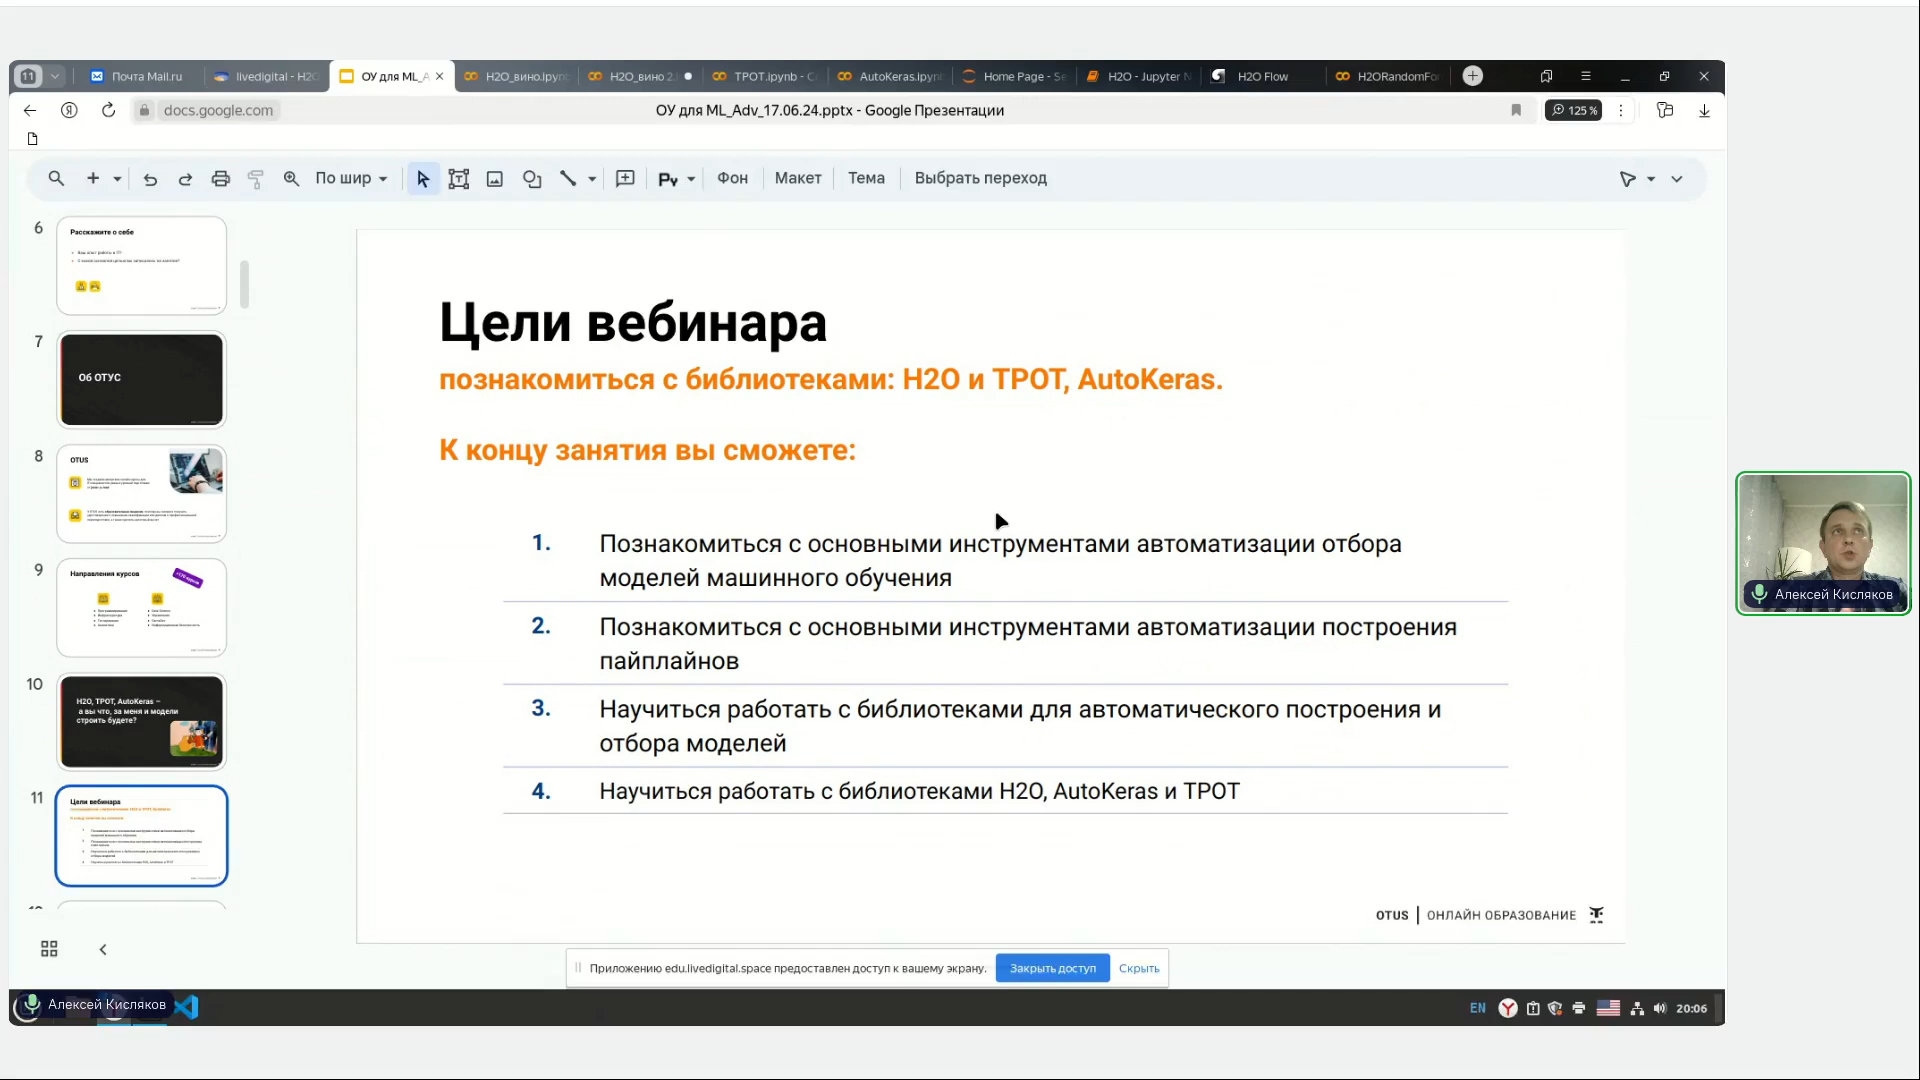 11
Почта Mail.ru
livedigital - H2O
ОУ для ML_A
H2O_вино.ipynb
H2O_вино 2.
TPOT.ipynb - C
AutoKeras.ipynb
Home Page - Se
H2O - Jupyter N
H2O Flow
H2ORandomFo
docs.google.com
ОУ для ML_Adv_17.06.24.pptx - Google Презентации
125 %
По шир
Фон
Макет
Тема
Выбрать переход
6
Расскажите о себе
7
Об ОТУС
8
OTUS
9
Направления курсов
10
H2O, TPOT, AutoKeras –
а вы что, за меня и модели
строить будете?
11
Цели вебинара
Цели вебинара
познакомиться с библиотеками: H2O и TPOT, AutoKeras.
К концу занятия вы сможете:
1. Познакомиться с основными инструментами автоматизации отбора
моделей машинного обучения
2. Познакомиться с основными инструментами автоматизации построения
пайплайнов
3. Научиться работать с библиотеками для автоматического построения и
отбора моделей
4. Научиться работать с библиотеками H2O, AutoKeras и TPOT
OTUS | ОНЛАЙН ОБРАЗОВАНИЕ
Приложению edu.livedigital.space предоставлен доступ к вашему экрану.
Закрыть доступ
Скрыть
Алексей Кисляков
Алексей Кисляков
EN
20:06